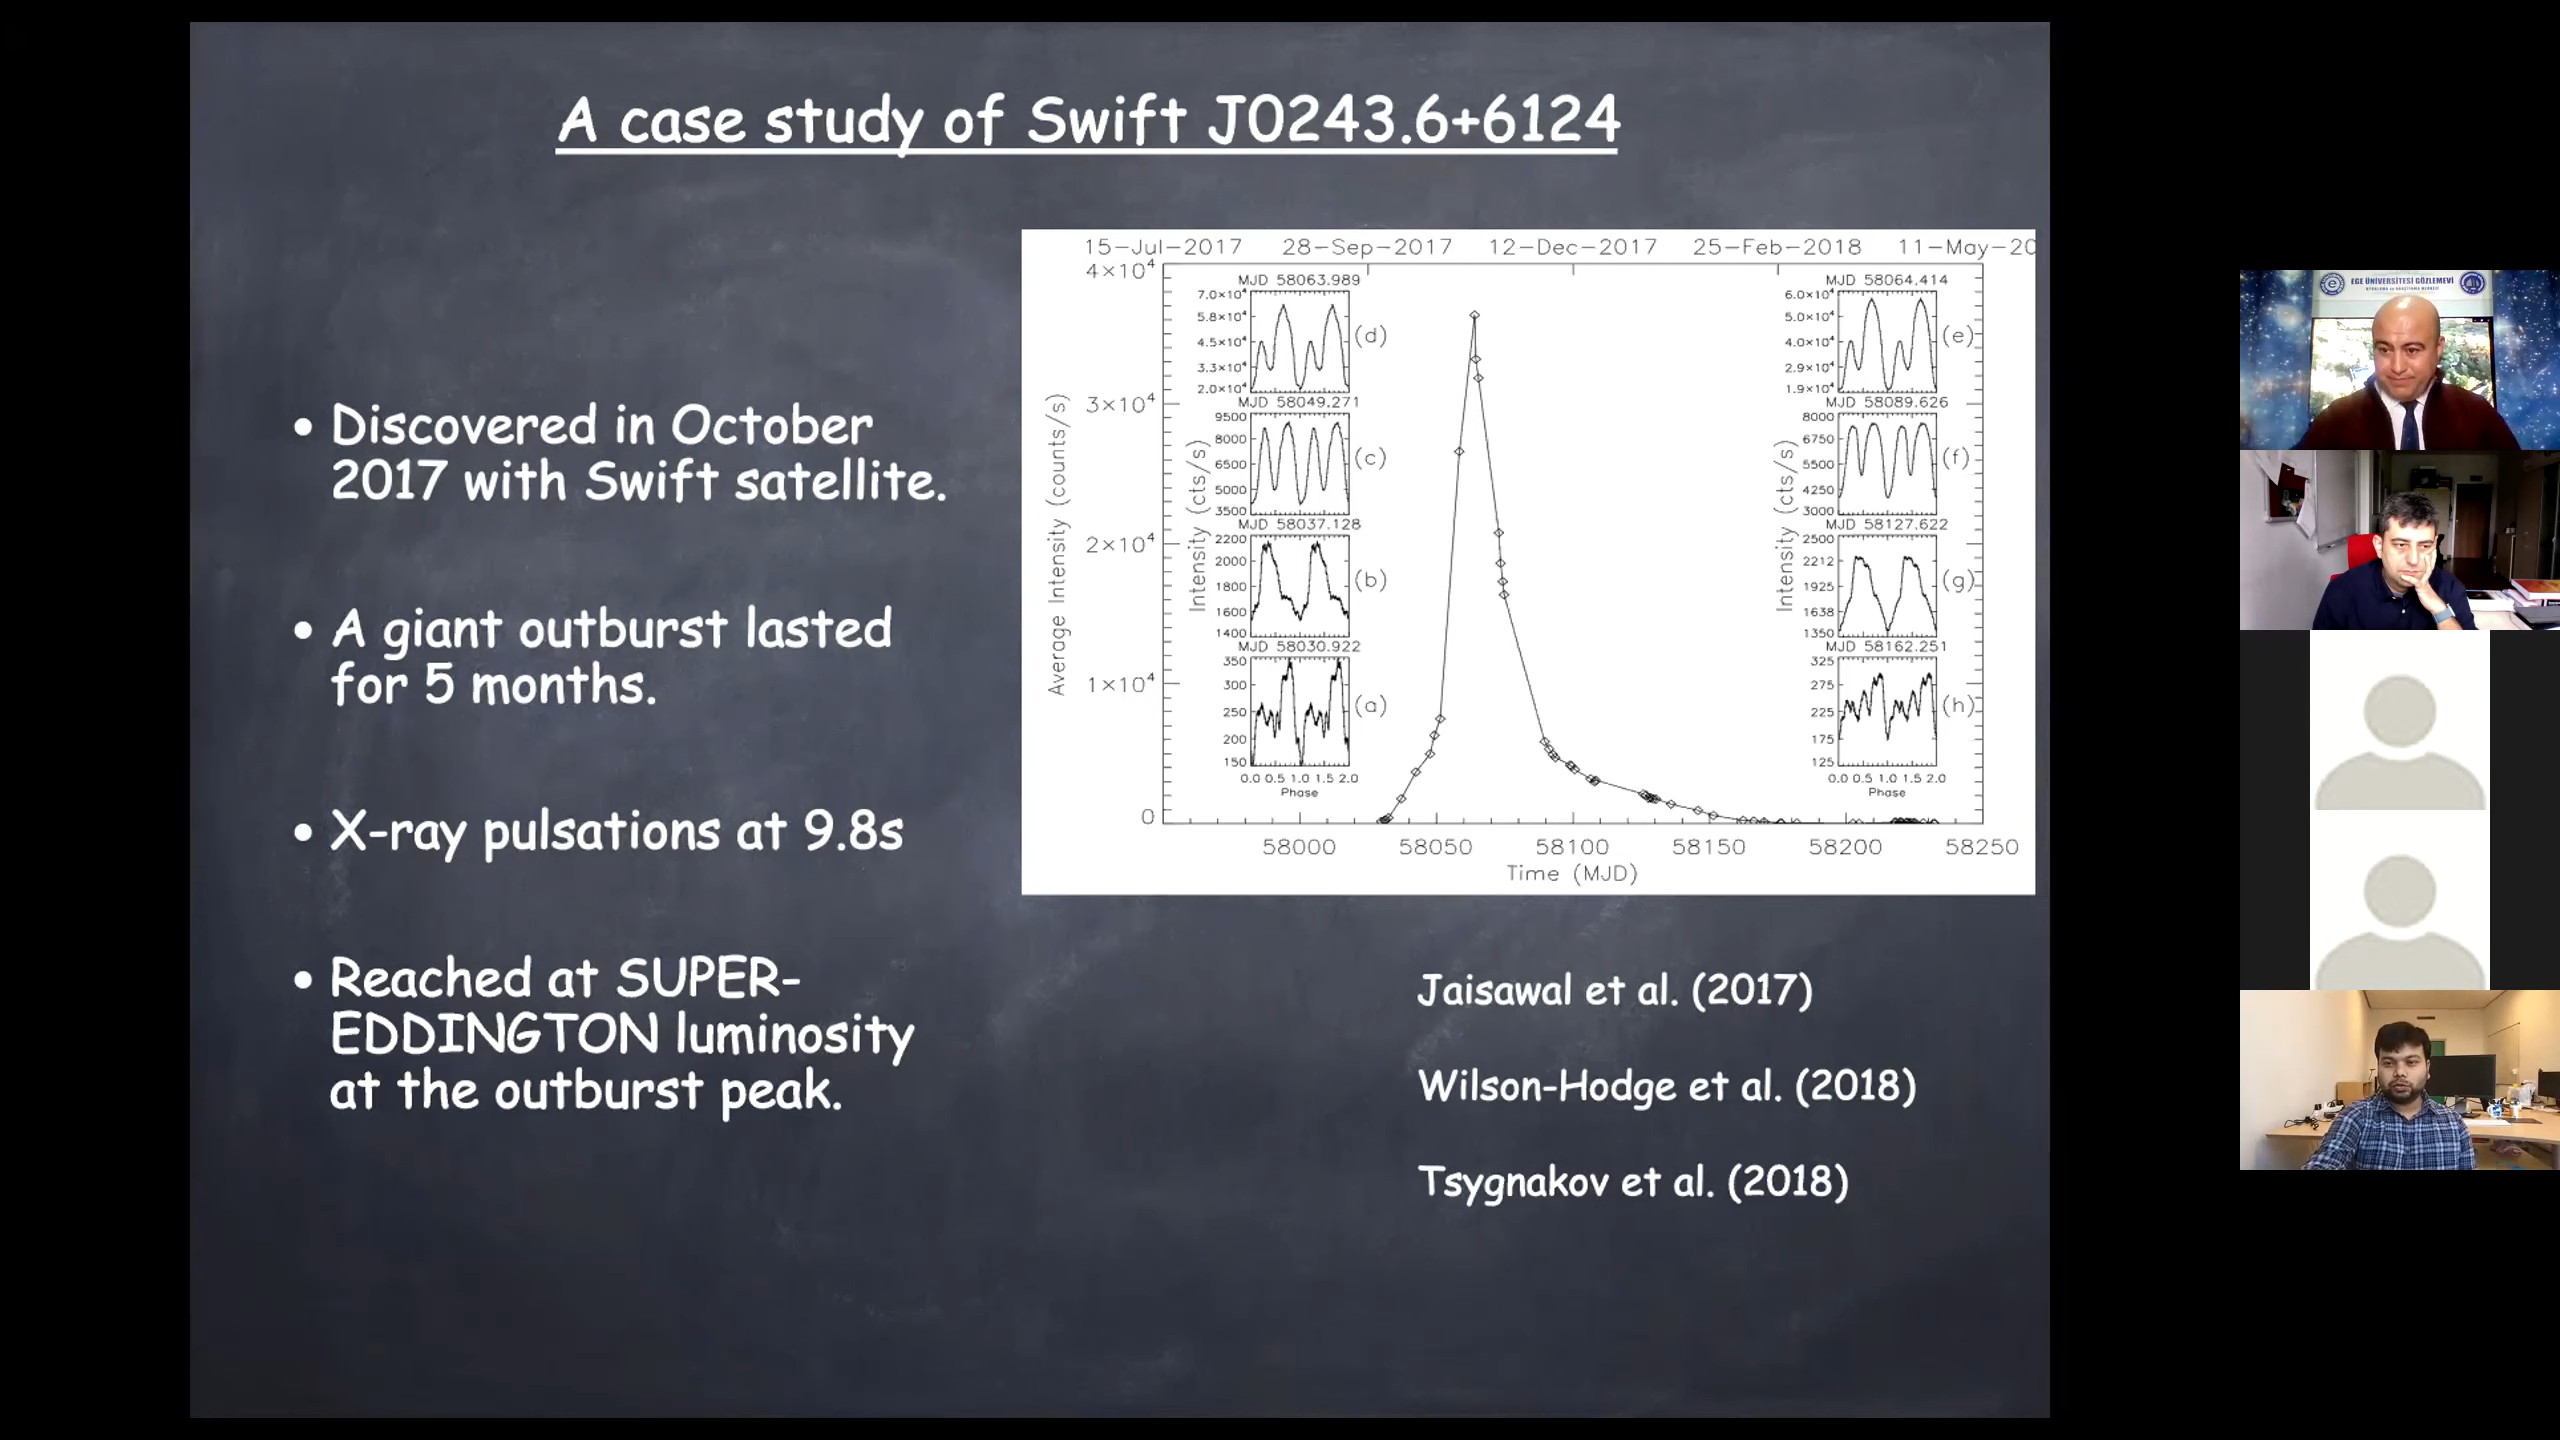 A case study of Swift J0243.6+6124
• Discovered in October
2017 with Swift satellite.
• A giant outburst lasted
for 5 months.
• X-ray pulsations at 9.8s
• Reached at SUPER-
EDDINGTON luminosity
at the outburst peak.
15-Jul-2017 28-Sep-2017 12-Dec-2017 25-Feb-2018 11-May-20
Average Intensity (counts/s)
4×10⁴
3×10⁴
2×10⁴
1×10⁴
0
Intensity (cts/s)
MJD 58063.989
7.0×10⁴
5.8×10⁴
4.5×10⁴
3.3×10⁴
2.0×10⁴
(d)
MJD 58049.271
9500
8000
6500
5000
3500
(c)
MJD 58037.128
2200
2000
1800
1600
1400
(b)
MJD 58030.922
350
300
250
200
150
(a)
0.0 0.5 1.0 1.5 2.0
Phase
Intensity (cts/s)
MJD 58064.414
6.0×10⁴
5.0×10⁴
4.0×10⁴
2.9×10⁴
1.9×10⁴
(e)
MJD 58089.626
8000
6750
5500
4250
3000
(f)
MJD 58127.622
2500
2212
1925
1638
1350
(g)
MJD 58162.251
325
275
225
175
125
(h)
0.0 0.5 1.0 1.5 2.0
Phase
58000 58050 58100 58150 58200 58250
Time (MJD)
Jaisawal et al. (2017)
Wilson-Hodge et al. (2018)
Tsygnakov et al. (2018)
EGE ÜNİVERSİTESİ GÖZLEMEVİ